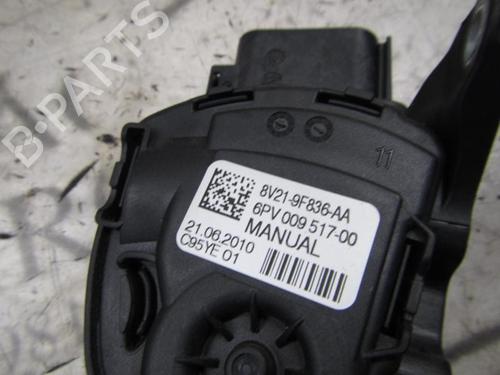 B-PARTS
11
8V21-9F836-AA
6PV 009 517-00
MANUAL
21.06.2010
C95YE 01